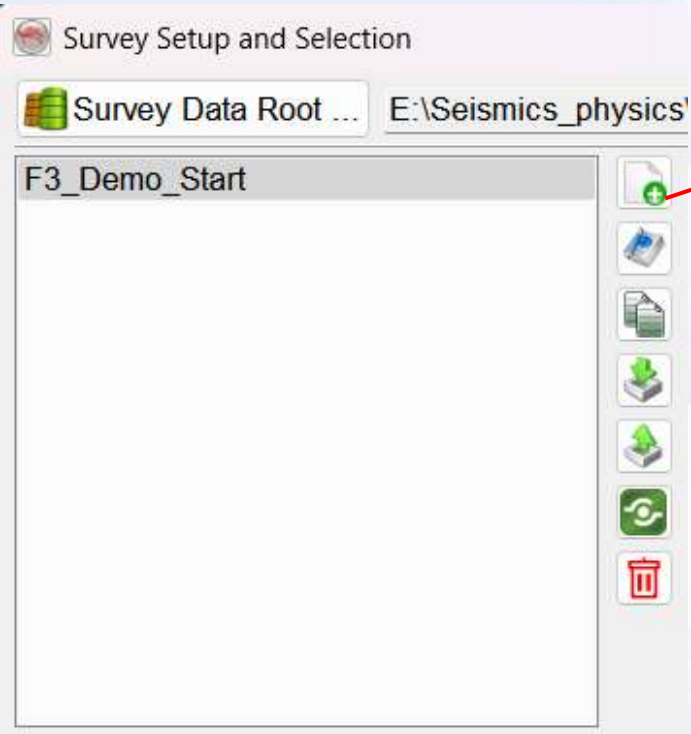 Survey Setup and Selection
Survey Data Root ... E:\Seismics_physics\
F3_Demo_Start